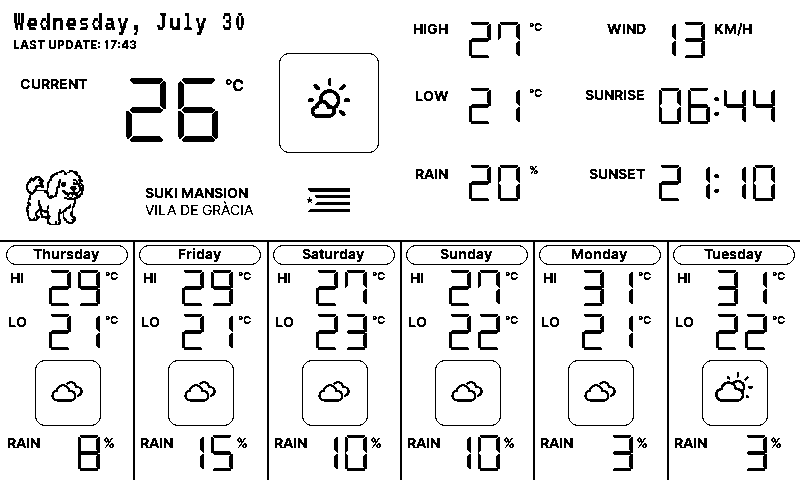 Wednesday, July 30
LAST UPDATE: 17:43
CURRENT 26 °C
SUKI MANSION
VILA DE GRÀCIA
HIGH 27 °C
LOW 21 °C
RAIN 20 %
WIND 13 KM/H
SUNRISE 06:44
SUNSET 21:10
Thursday
HI 29 °C
LO 21 °C
RAIN 8 %
Friday
HI 29 °C
LO 21 °C
RAIN 15 %
Saturday
HI 27 °C
LO 23 °C
RAIN 10 %
Sunday
HI 27 °C
LO 22 °C
RAIN 10 %
Monday
HI 31 °C
LO 21 °C
RAIN 3 %
Tuesday
HI 31 °C
LO 22 °C
RAIN 3 %